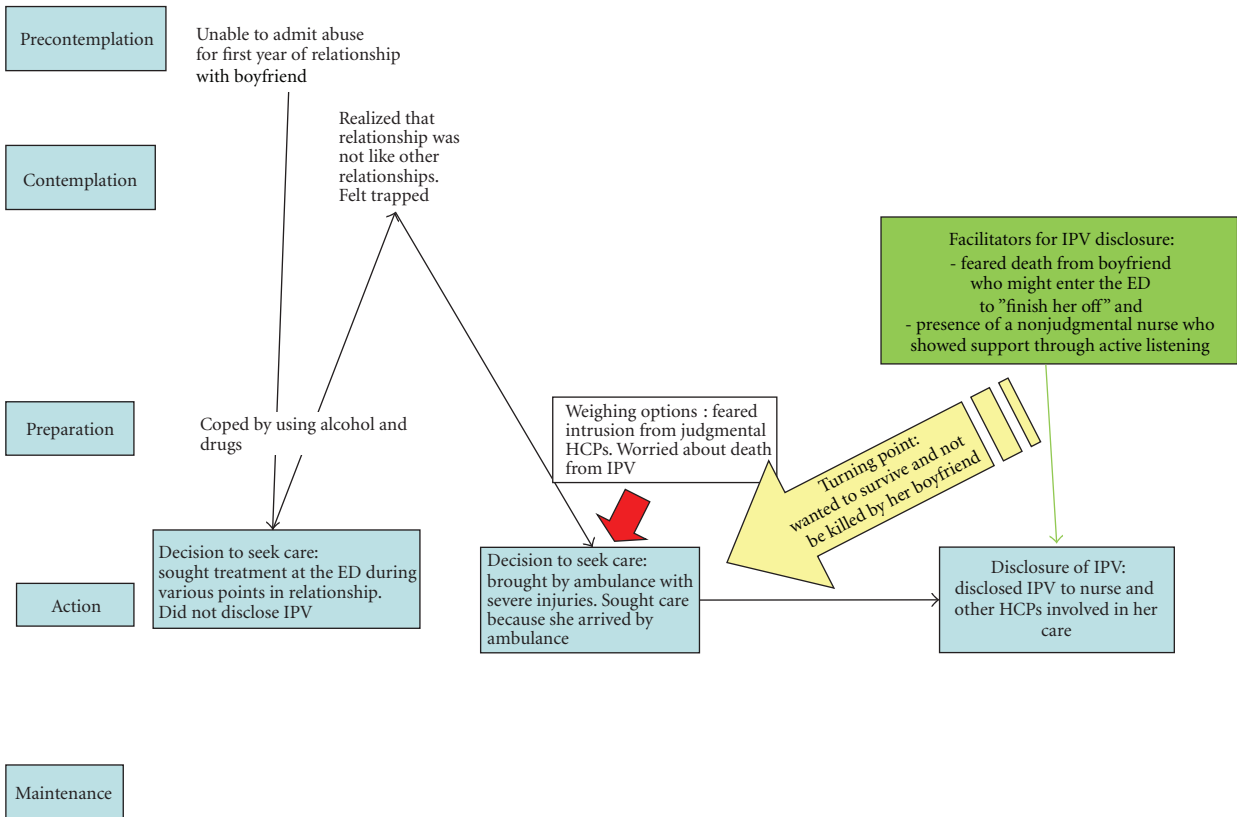 Precontemplation
Unable to admit abuse
for first year of relationship
with boyfriend
Realized that
relationship was
not like other
relationships.
Felt trapped
Contemplation
Facilitators for IPV disclosure:
- feared death from boyfriend
who might enter the ED
to ”finish her off” and
- presence of a nonjudgmental nurse who
showed support through active listening
Preparation
Coped by using alcohol and
drugs
Weighing options : feared
intrusion from judgmental
HCPs. Worried about death
from IPV
Turning point:
wanted to survive and not
be killed by her boyfriend
Action
Decision to seek care:
sought treatment at the ED during
various points in relationship.
Did not disclose IPV
Decision to seek care:
brought by ambulance with
severe injuries. Sought care
because she arrived by
ambulance
Disclosure of IPV:
disclosed IPV to nurse and
other HCPs involved in her
care
Maintenance